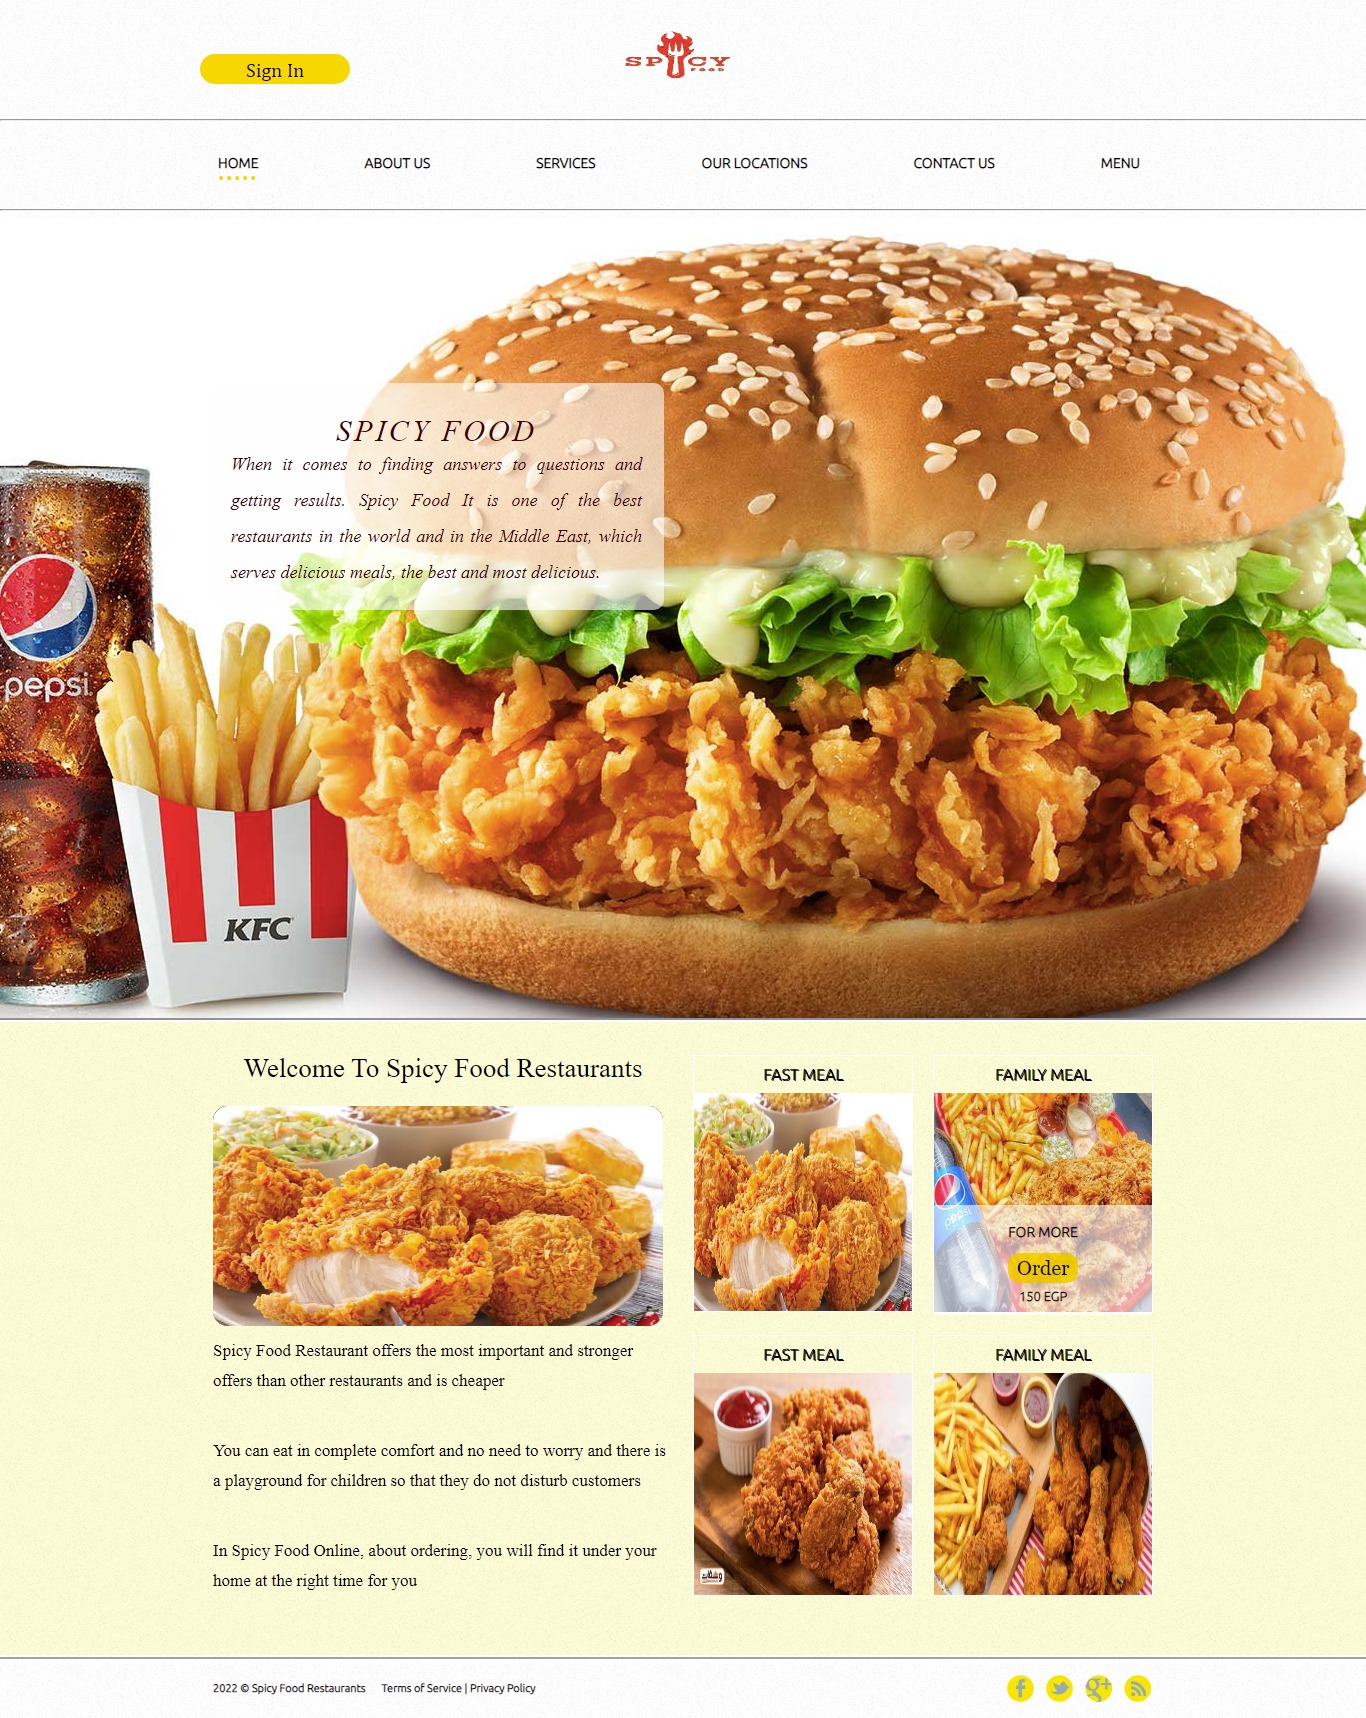 Sign In
SPICY
FOOD
HOME
ABOUT US
SERVICES
OUR LOCATIONS
CONTACT US
MENU
SPICY FOOD
When it comes to finding answers to questions and
getting results. Spicy Food It is one of the best
restaurants in the world and in the Middle East, which
serves delicious meals, the best and most delicious.
pepsi
KFC
Welcome To Spicy Food Restaurants
Spicy Food Restaurant offers the most important and stronger
offers than other restaurants and is cheaper
You can eat in complete comfort and no need to worry and there is
a playground for children so that they do not disturb customers
In Spicy Food Online, about ordering, you will find it under your
home at the right time for you
FAST MEAL
FAMILY MEAL
pepsi
FOR MORE
Order
150 EGP
FAST MEAL
FAMILY MEAL
2022 © Spicy Food Restaurants
Terms of Service | Privacy Policy